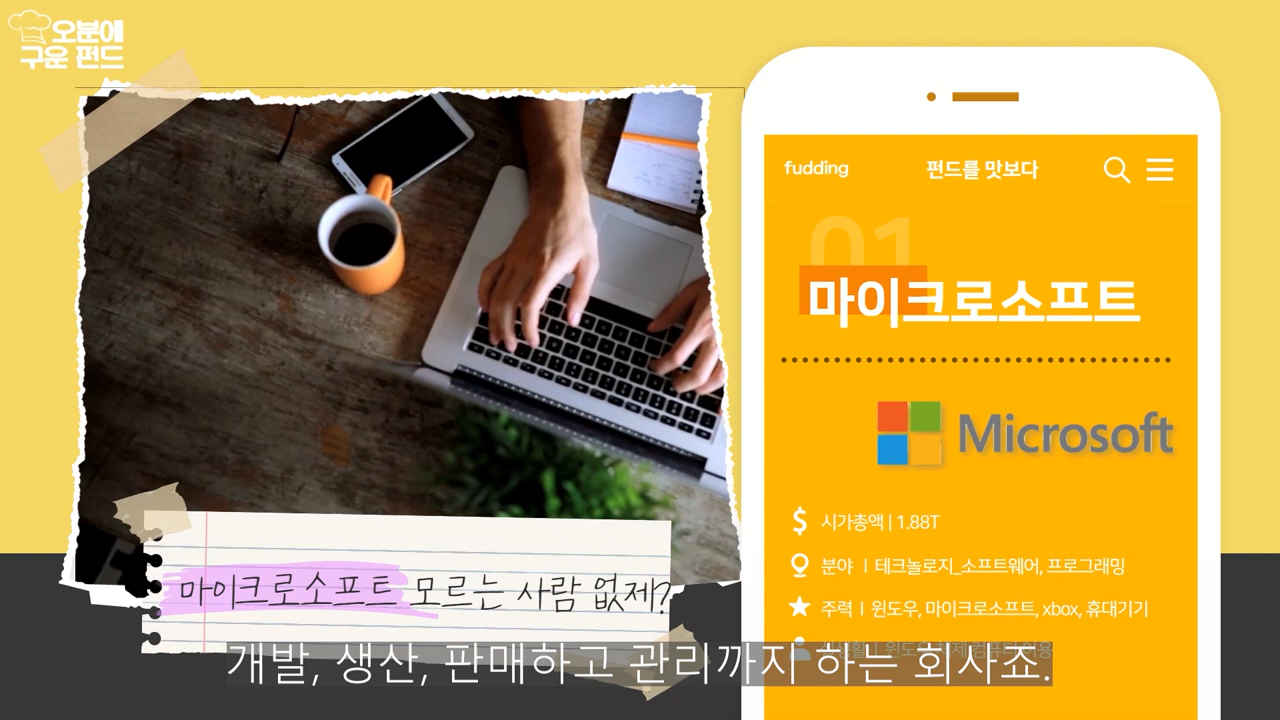 오분에
구운 펀드
fudding
펀드를 맛보다
01
마이크로소프트
Microsoft
시가총액 | 1.88T
분야 | 테크놀로지_소프트웨어, 프로그래밍
주력 | 윈도우, 마이크로소프트, xbox, 휴대기기
마이크로소프트 모르는 사람 없제?
개발, 생산, 판매하고 관리까지 하는 회사죠.